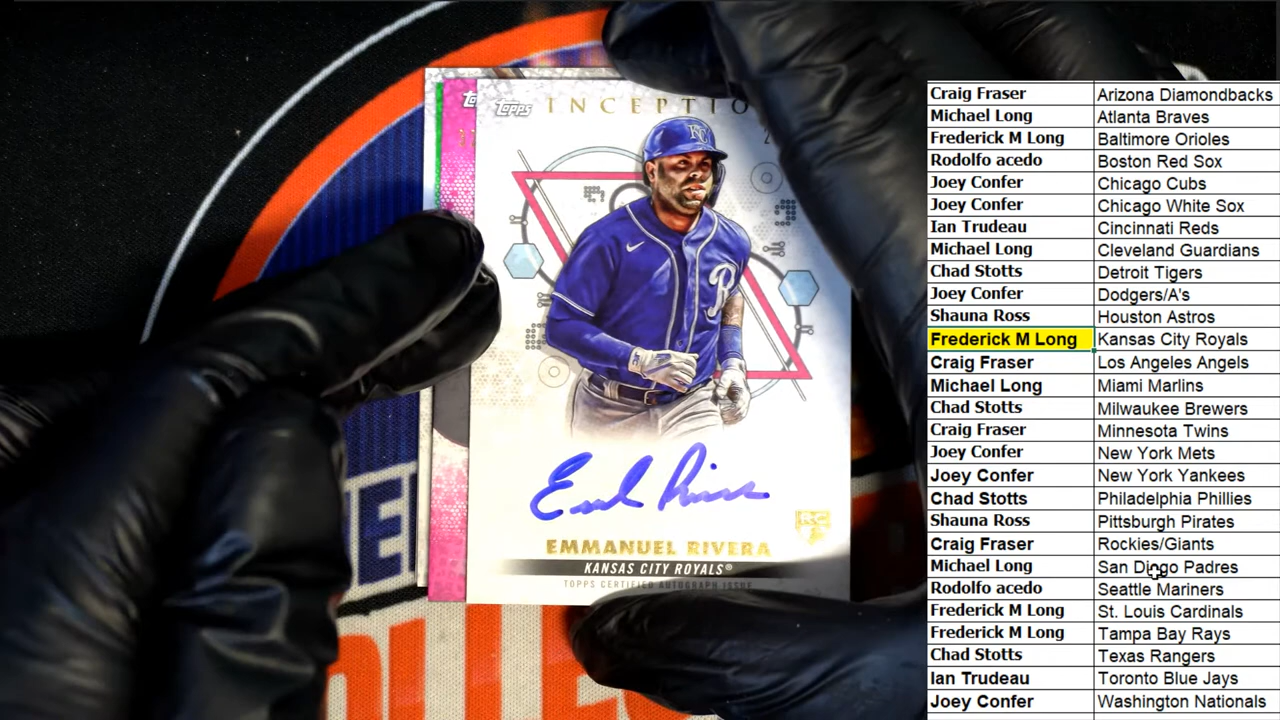 topps
INCEPTIO
KC
R
Eml Rivera
RC
EMMANUEL RIVERA
KANSAS CITY ROYALS®
TOPPS CERTIFIED AUTOGRAPH ISSUE
To
Craig Fraser Arizona Diamondbacks
Michael Long Atlanta Braves
Frederick M Long Baltimore Orioles
Rodolfo acedo Boston Red Sox
Joey Confer Chicago Cubs
Joey Confer Chicago White Sox
Ian Trudeau Cincinnati Reds
Michael Long Cleveland Guardians
Chad Stotts Detroit Tigers
Joey Confer Dodgers/A's
Shauna Ross Houston Astros
Frederick M Long Kansas City Royals
Craig Fraser Los Angeles Angels
Michael Long Miami Marlins
Chad Stotts Milwaukee Brewers
Craig Fraser Minnesota Twins
Joey Confer New York Mets
Joey Confer New York Yankees
Chad Stotts Philadelphia Phillies
Shauna Ross Pittsburgh Pirates
Craig Fraser Rockies/Giants
Michael Long San Diego Padres
Rodolfo acedo Seattle Mariners
Frederick M Long St. Louis Cardinals
Frederick M Long Tampa Bay Rays
Chad Stotts Texas Rangers
Ian Trudeau Toronto Blue Jays
Joey Confer Washington Nationals